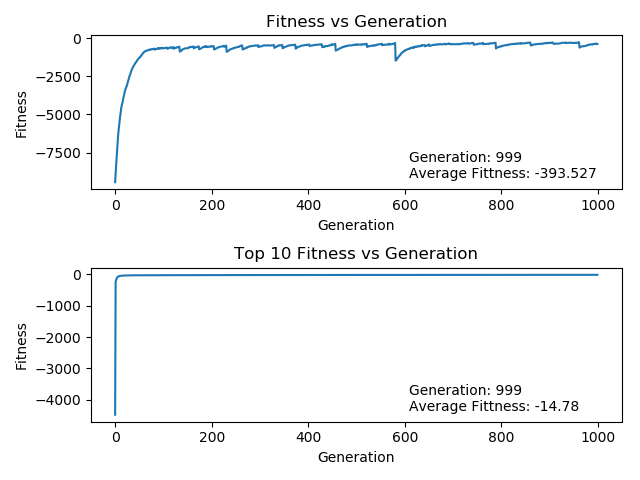 Fitness vs Generation
0
−2500
−5000
−7500
Fitness
Generation: 999
Average Fittness: -393.527
0 200 400 600 800 1000
Generation
Top 10 Fitness vs Generation
0
−1000
−2000
−3000
−4000
Fitness
Generation: 999
Average Fittness: -14.78
0 200 400 600 800 1000
Generation